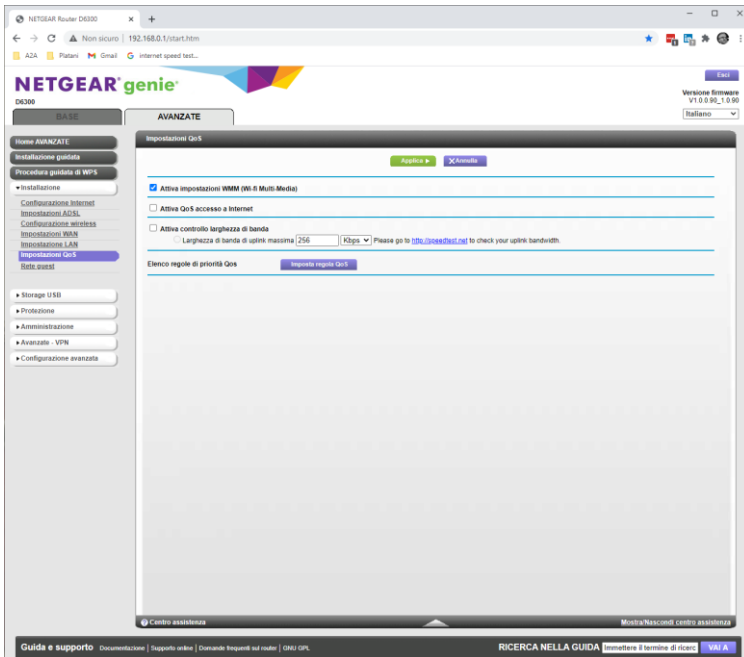 NETGEAR Router D6300
Non sicuro | 192.168.0.1/start.htm
A2A Platani Gmail internet speed test...
NETGEAR® genie®
D6300
Esci
Versione firmware
V1.0.0.90_1.0.90
Italiano
BASE
AVANZATE
Home AVANZATE
Installazione guidata
Procedura guidata di WPS
Installazione
Configurazione Internet
Impostazioni ADSL
Configurazione wireless
Impostazioni WAN
Impostazione LAN
Impostazioni QoS
Rete guest
Storage USB
Protezione
Amministrazione
Avanzate - VPN
Configurazione avanzata
Impostazioni QoS
Applica
X Annulla
Attiva impostazioni WMM (Wi-fi Multi-Media)
Attiva QoS accesso a Internet
Attiva controllo larghezza di banda
Larghezza di banda di uplink massima 256 Kbps Please go to http://speedtest.net to check your uplink bandwidth.
Elenco regole di priorità Qos Imposta regola QoS
Centro assistenza
Mostra/Nascondi centro assistenza
Guida e supporto Documentazione | Supporto online | Domande frequenti sul router | GNU GPL
RICERCA NELLA GUIDA Immettere il termine di ricerc VAI A